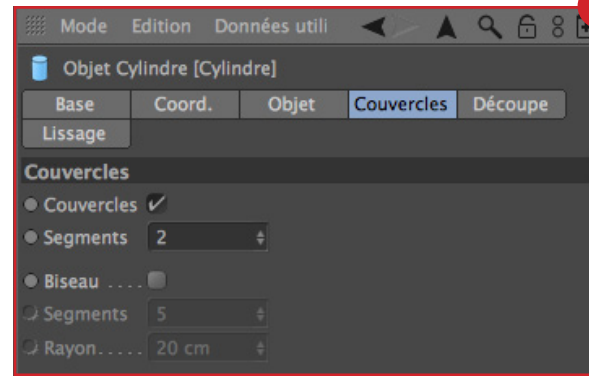 Mode Edition Données utili
Objet Cylindre [Cylindre]
Base Coord. Objet Couvercles Découpe
Lissage
Couvercles
Couvercles
Segments 2
Biseau ....
Segments 5
Rayon..... 20 cm